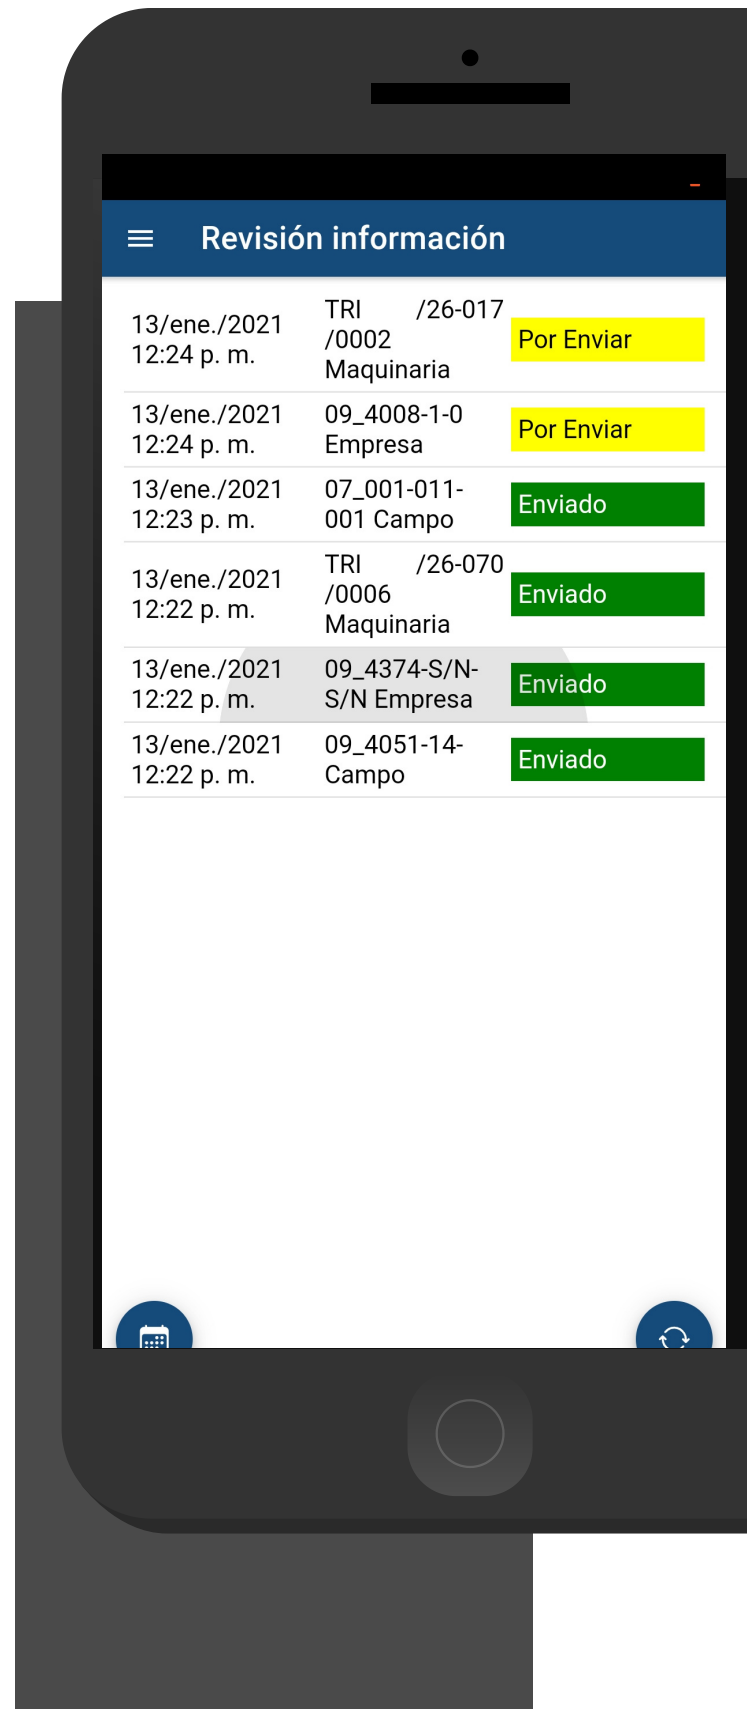 Revisión información
13/ene./2021
12:24 p. m.
TRI /26-017
/0002
Maquinaria
Por Enviar
13/ene./2021
12:24 p. m.
09_4008-1-0
Empresa
Por Enviar
13/ene./2021
12:23 p. m.
07_001-011-
001 Campo
Enviado
13/ene./2021
12:22 p. m.
TRI /26-070
/0006
Maquinaria
Enviado
13/ene./2021
12:22 p. m.
09_4374-S/N-
S/N Empresa
Enviado
13/ene./2021
12:22 p. m.
09_4051-14-
Campo
Enviado